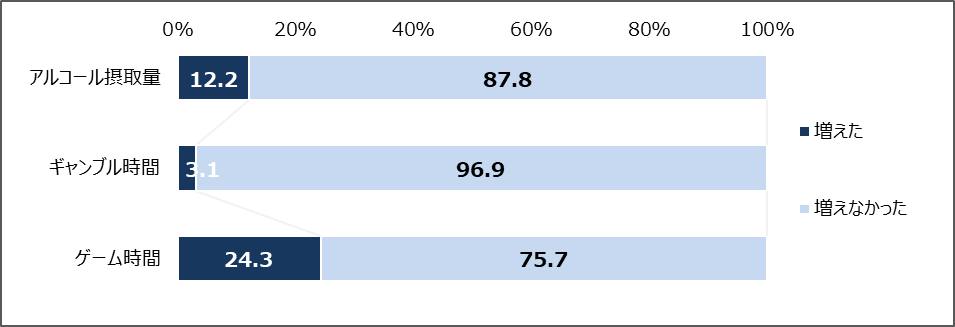 0% 20% 40% 60% 80% 100%
アルコール摂取量 12.2 87.8
増えた
ギャンブル時間 3.1 96.9
増えなかった
ゲーム時間 24.3 75.7